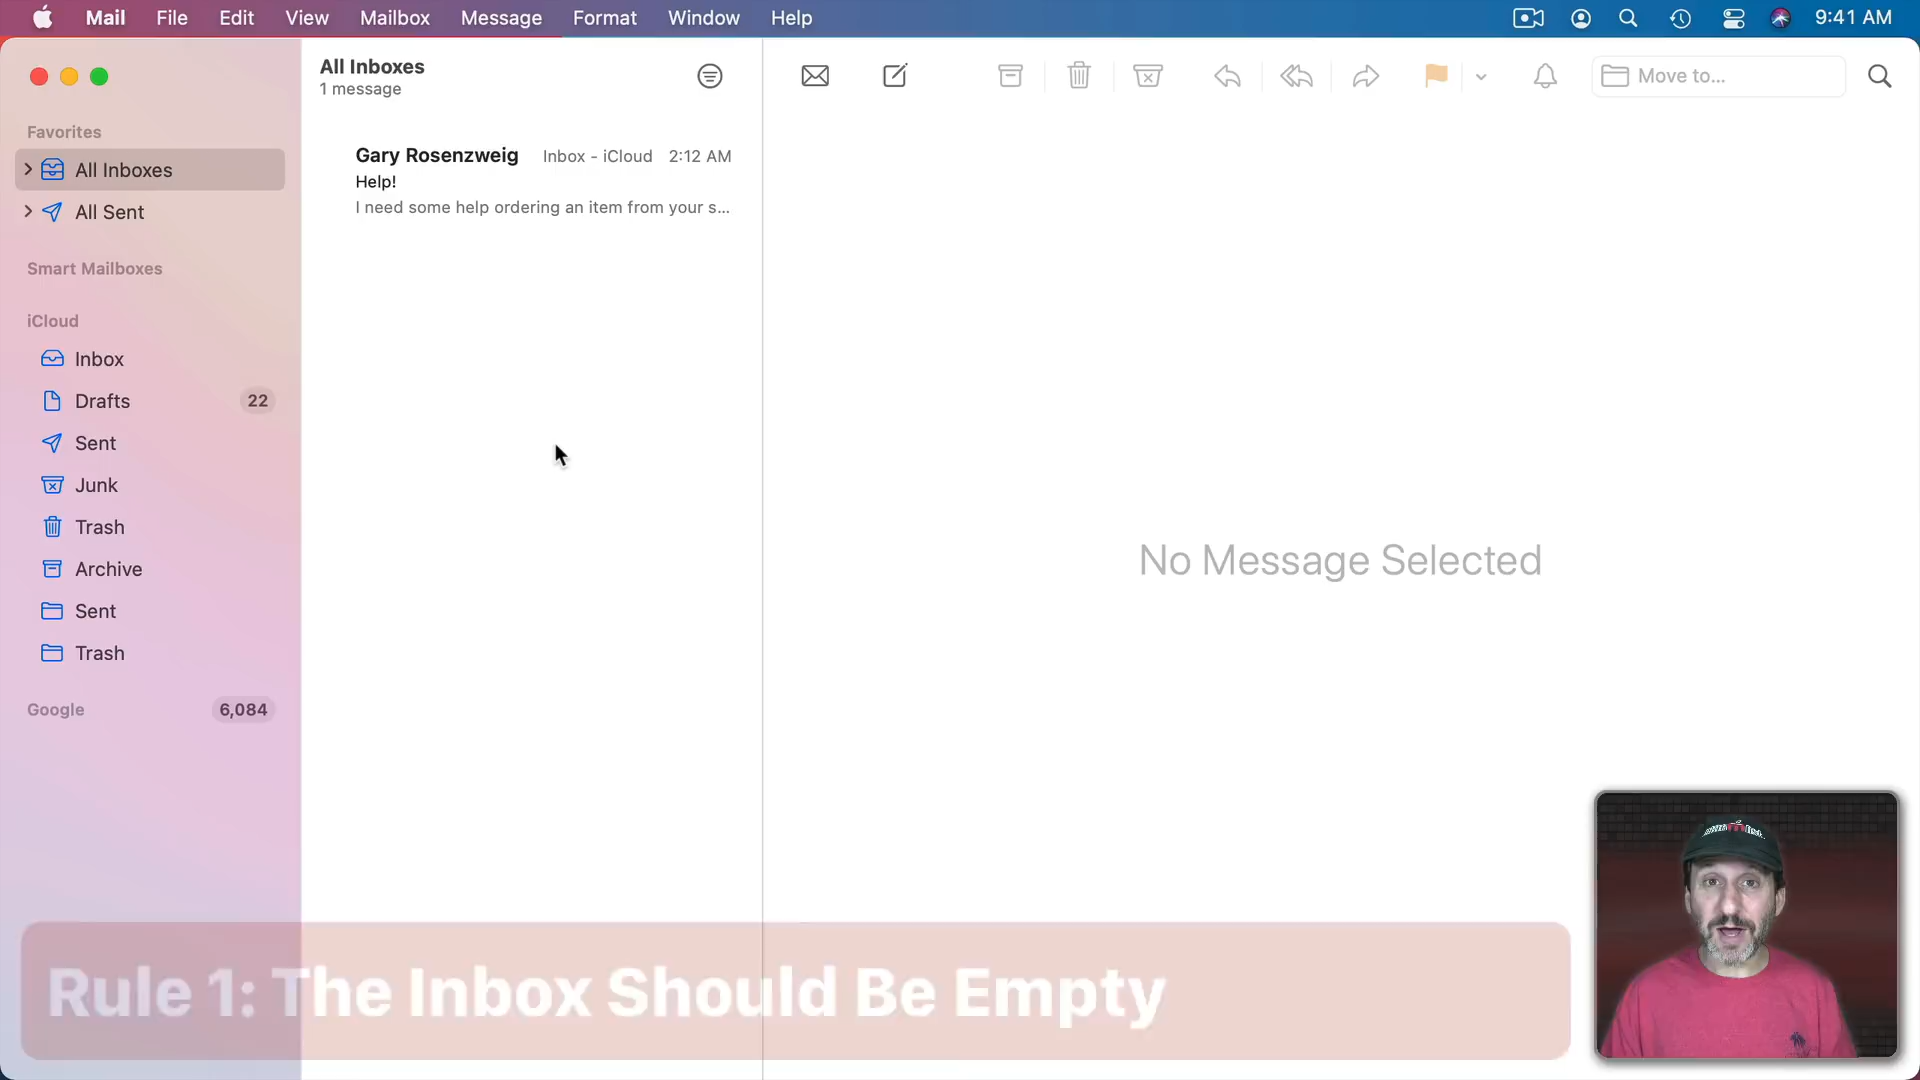 Mail File Edit View Mailbox Message Format Window Help 9:41 AM
All Inboxes
1 message
Move to...
Favorites
All Inboxes
All Sent
Smart Mailboxes
iCloud
Inbox
Drafts 22
Sent
Junk
Trash
Archive
Sent
Trash
Google 6,084
Gary Rosenzweig Inbox - iCloud 2:12 AM
Help!
I need some help ordering an item from your s...
No Message Selected
Rule 1: The Inbox Should Be Empty